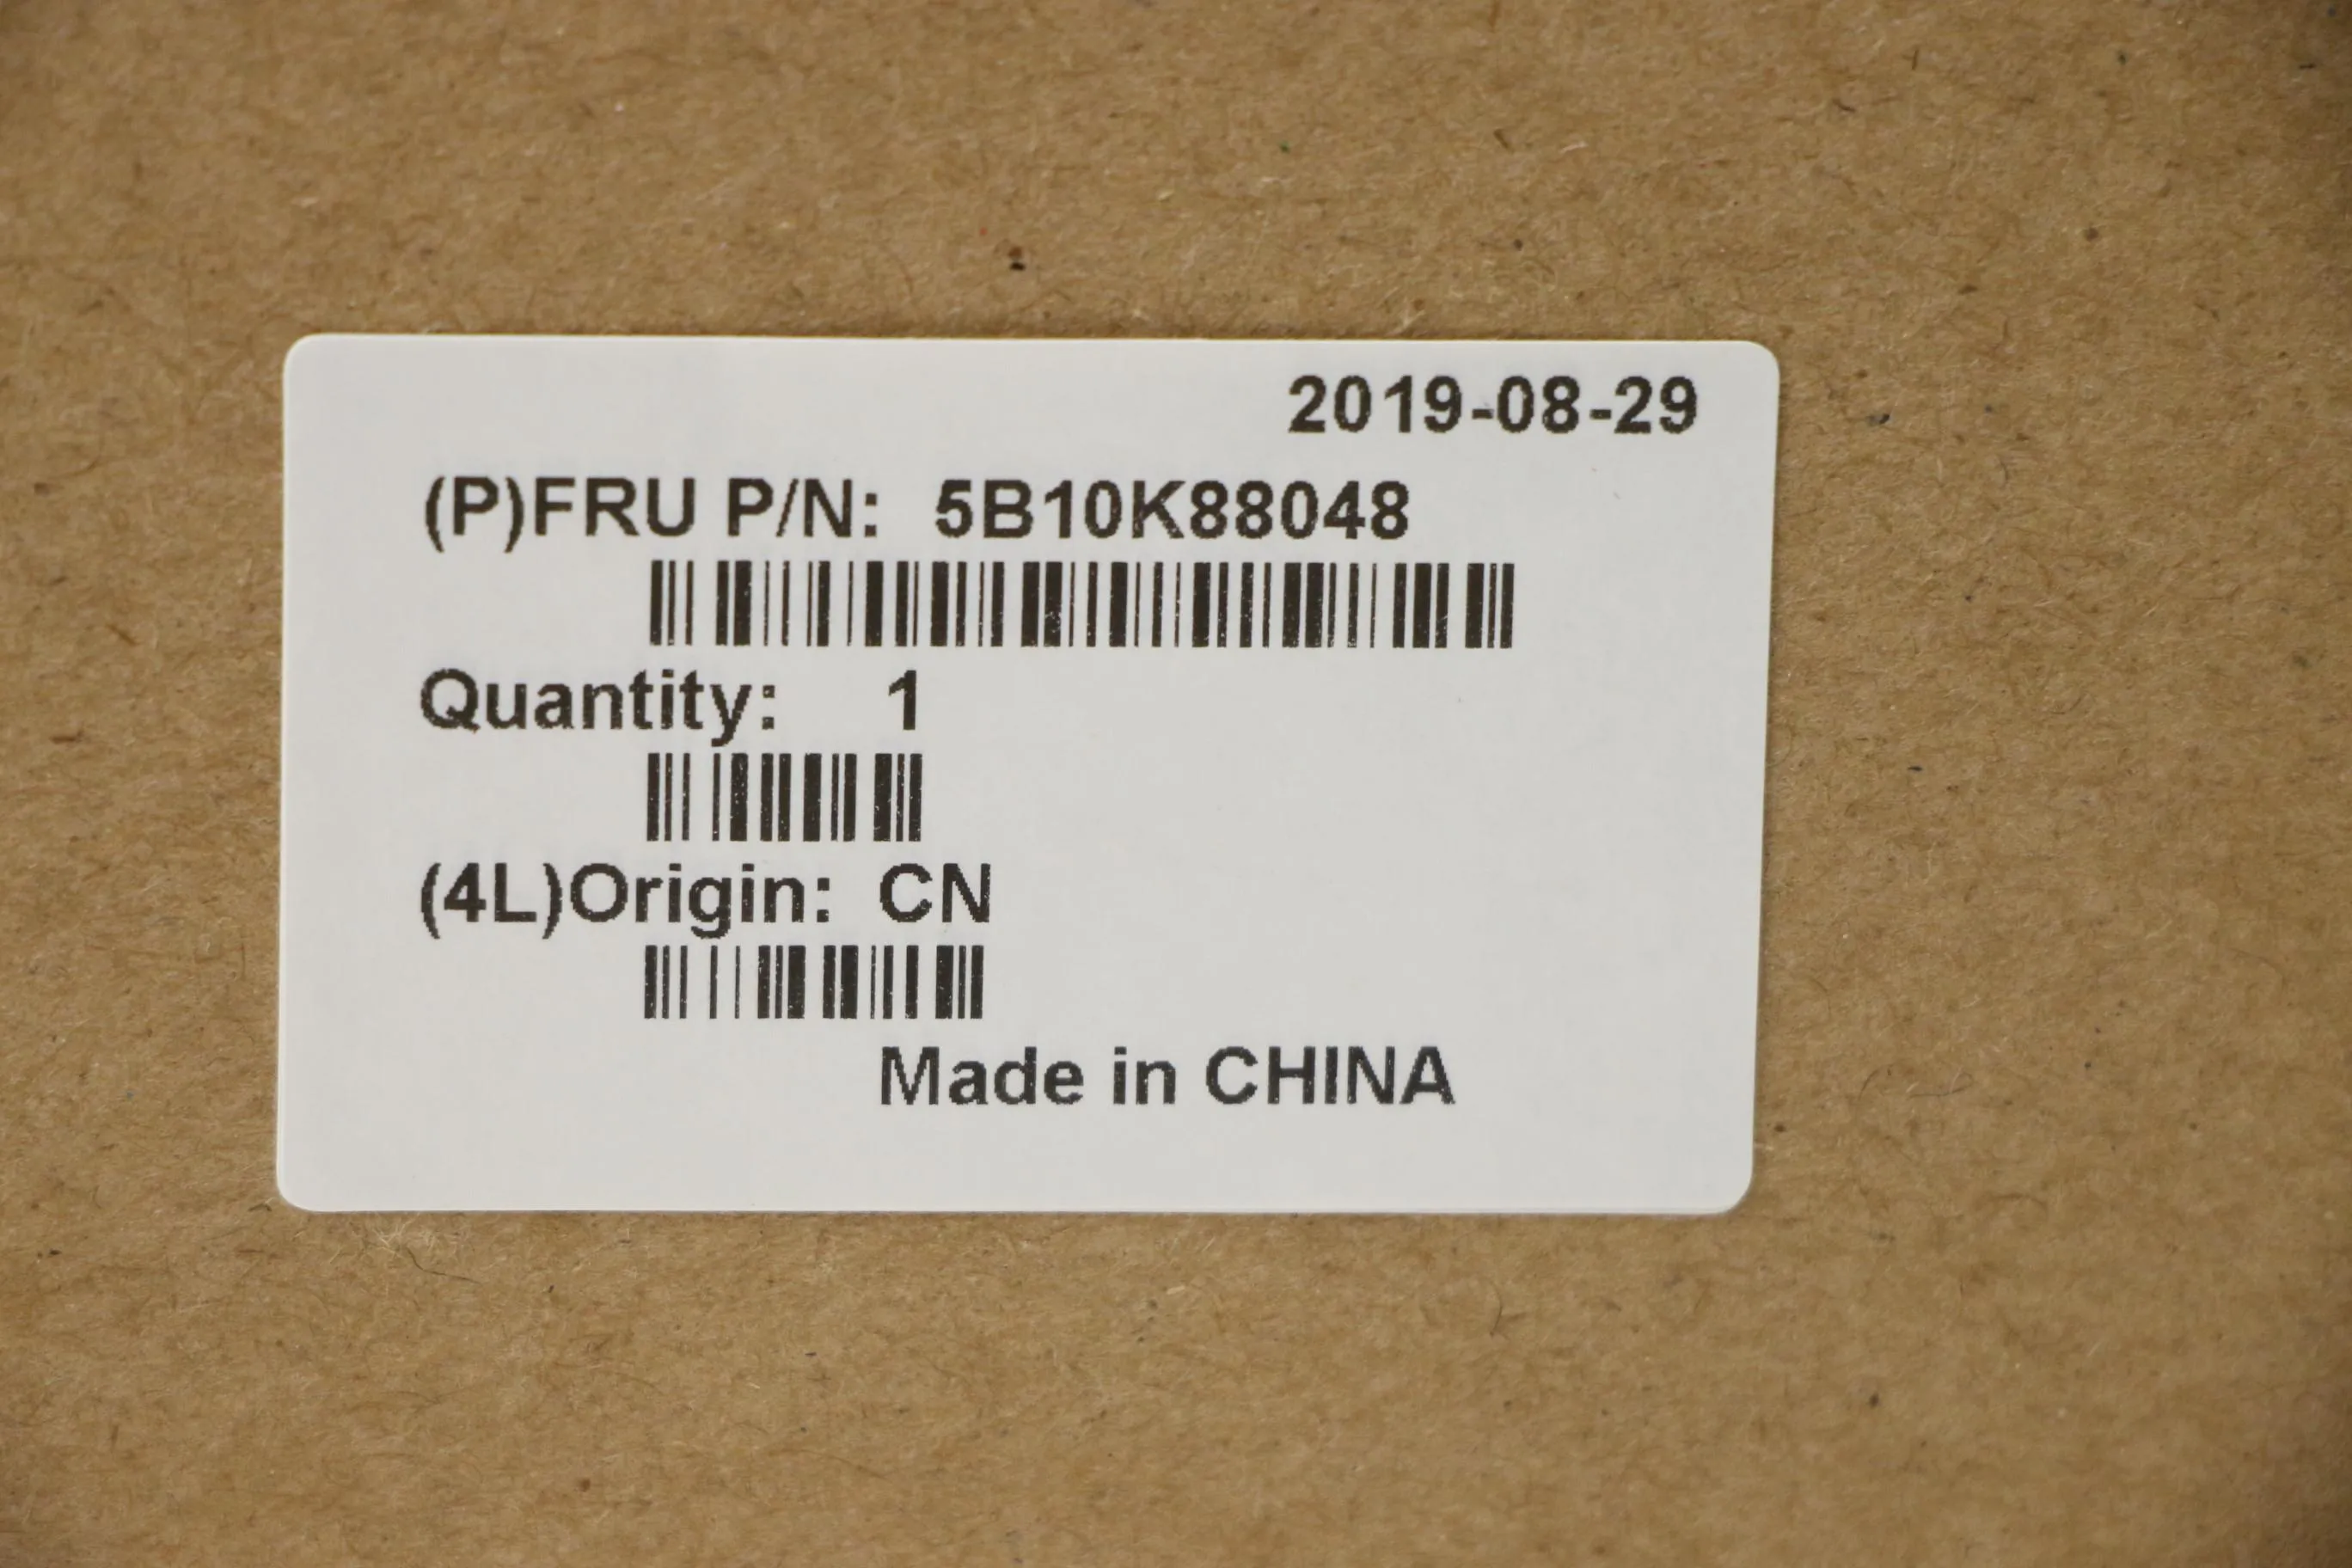 2019-08-29
(P)FRU P/N: 5B10K88048
Quantity: 1
(4L)Origin: CN
Made in CHINA